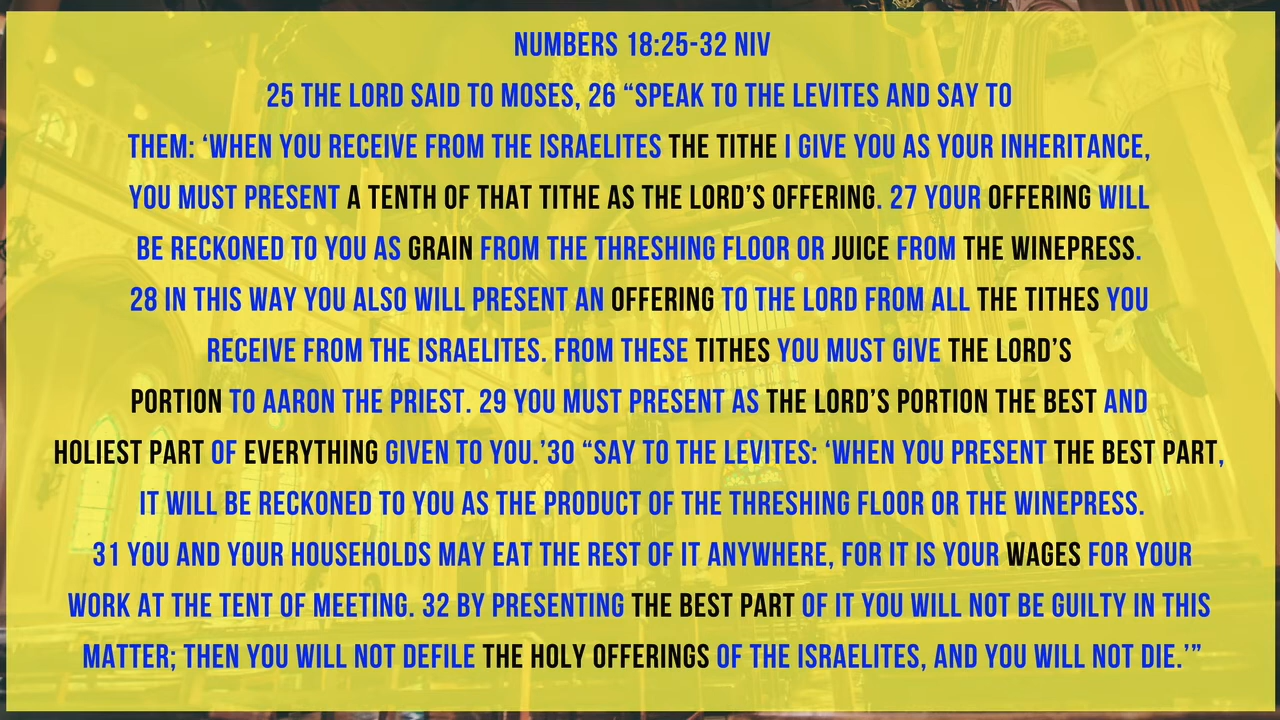 NUMBERS 18:25-32 NIV
25 THE LORD SAID TO MOSES, 26 “SPEAK TO THE LEVITES AND SAY TO
THEM: ‘WHEN YOU RECEIVE FROM THE ISRAELITES THE TITHE I GIVE YOU AS YOUR INHERITANCE,
YOU MUST PRESENT A TENTH OF THAT TITHE AS THE LORD’S OFFERING. 27 YOUR OFFERING WILL
BE RECKONED TO YOU AS GRAIN FROM THE THRESHING FLOOR OR JUICE FROM THE WINEPRESS.
28 IN THIS WAY YOU ALSO WILL PRESENT AN OFFERING TO THE LORD FROM ALL THE TITHES YOU
RECEIVE FROM THE ISRAELITES. FROM THESE TITHES YOU MUST GIVE THE LORD’S
PORTION TO AARON THE PRIEST. 29 YOU MUST PRESENT AS THE LORD’S PORTION THE BEST AND
HOLIEST PART OF EVERYTHING GIVEN TO YOU.’30 “SAY TO THE LEVITES: ‘WHEN YOU PRESENT THE BEST PART,
IT WILL BE RECKONED TO YOU AS THE PRODUCT OF THE THRESHING FLOOR OR THE WINEPRESS.
31 YOU AND YOUR HOUSEHOLDS MAY EAT THE REST OF IT ANYWHERE, FOR IT IS YOUR WAGES FOR YOUR
WORK AT THE TENT OF MEETING. 32 BY PRESENTING THE BEST PART OF IT YOU WILL NOT BE GUILTY IN THIS
MATTER; THEN YOU WILL NOT DEFILE THE HOLY OFFERINGS OF THE ISRAELITES, AND YOU WILL NOT DIE.’”